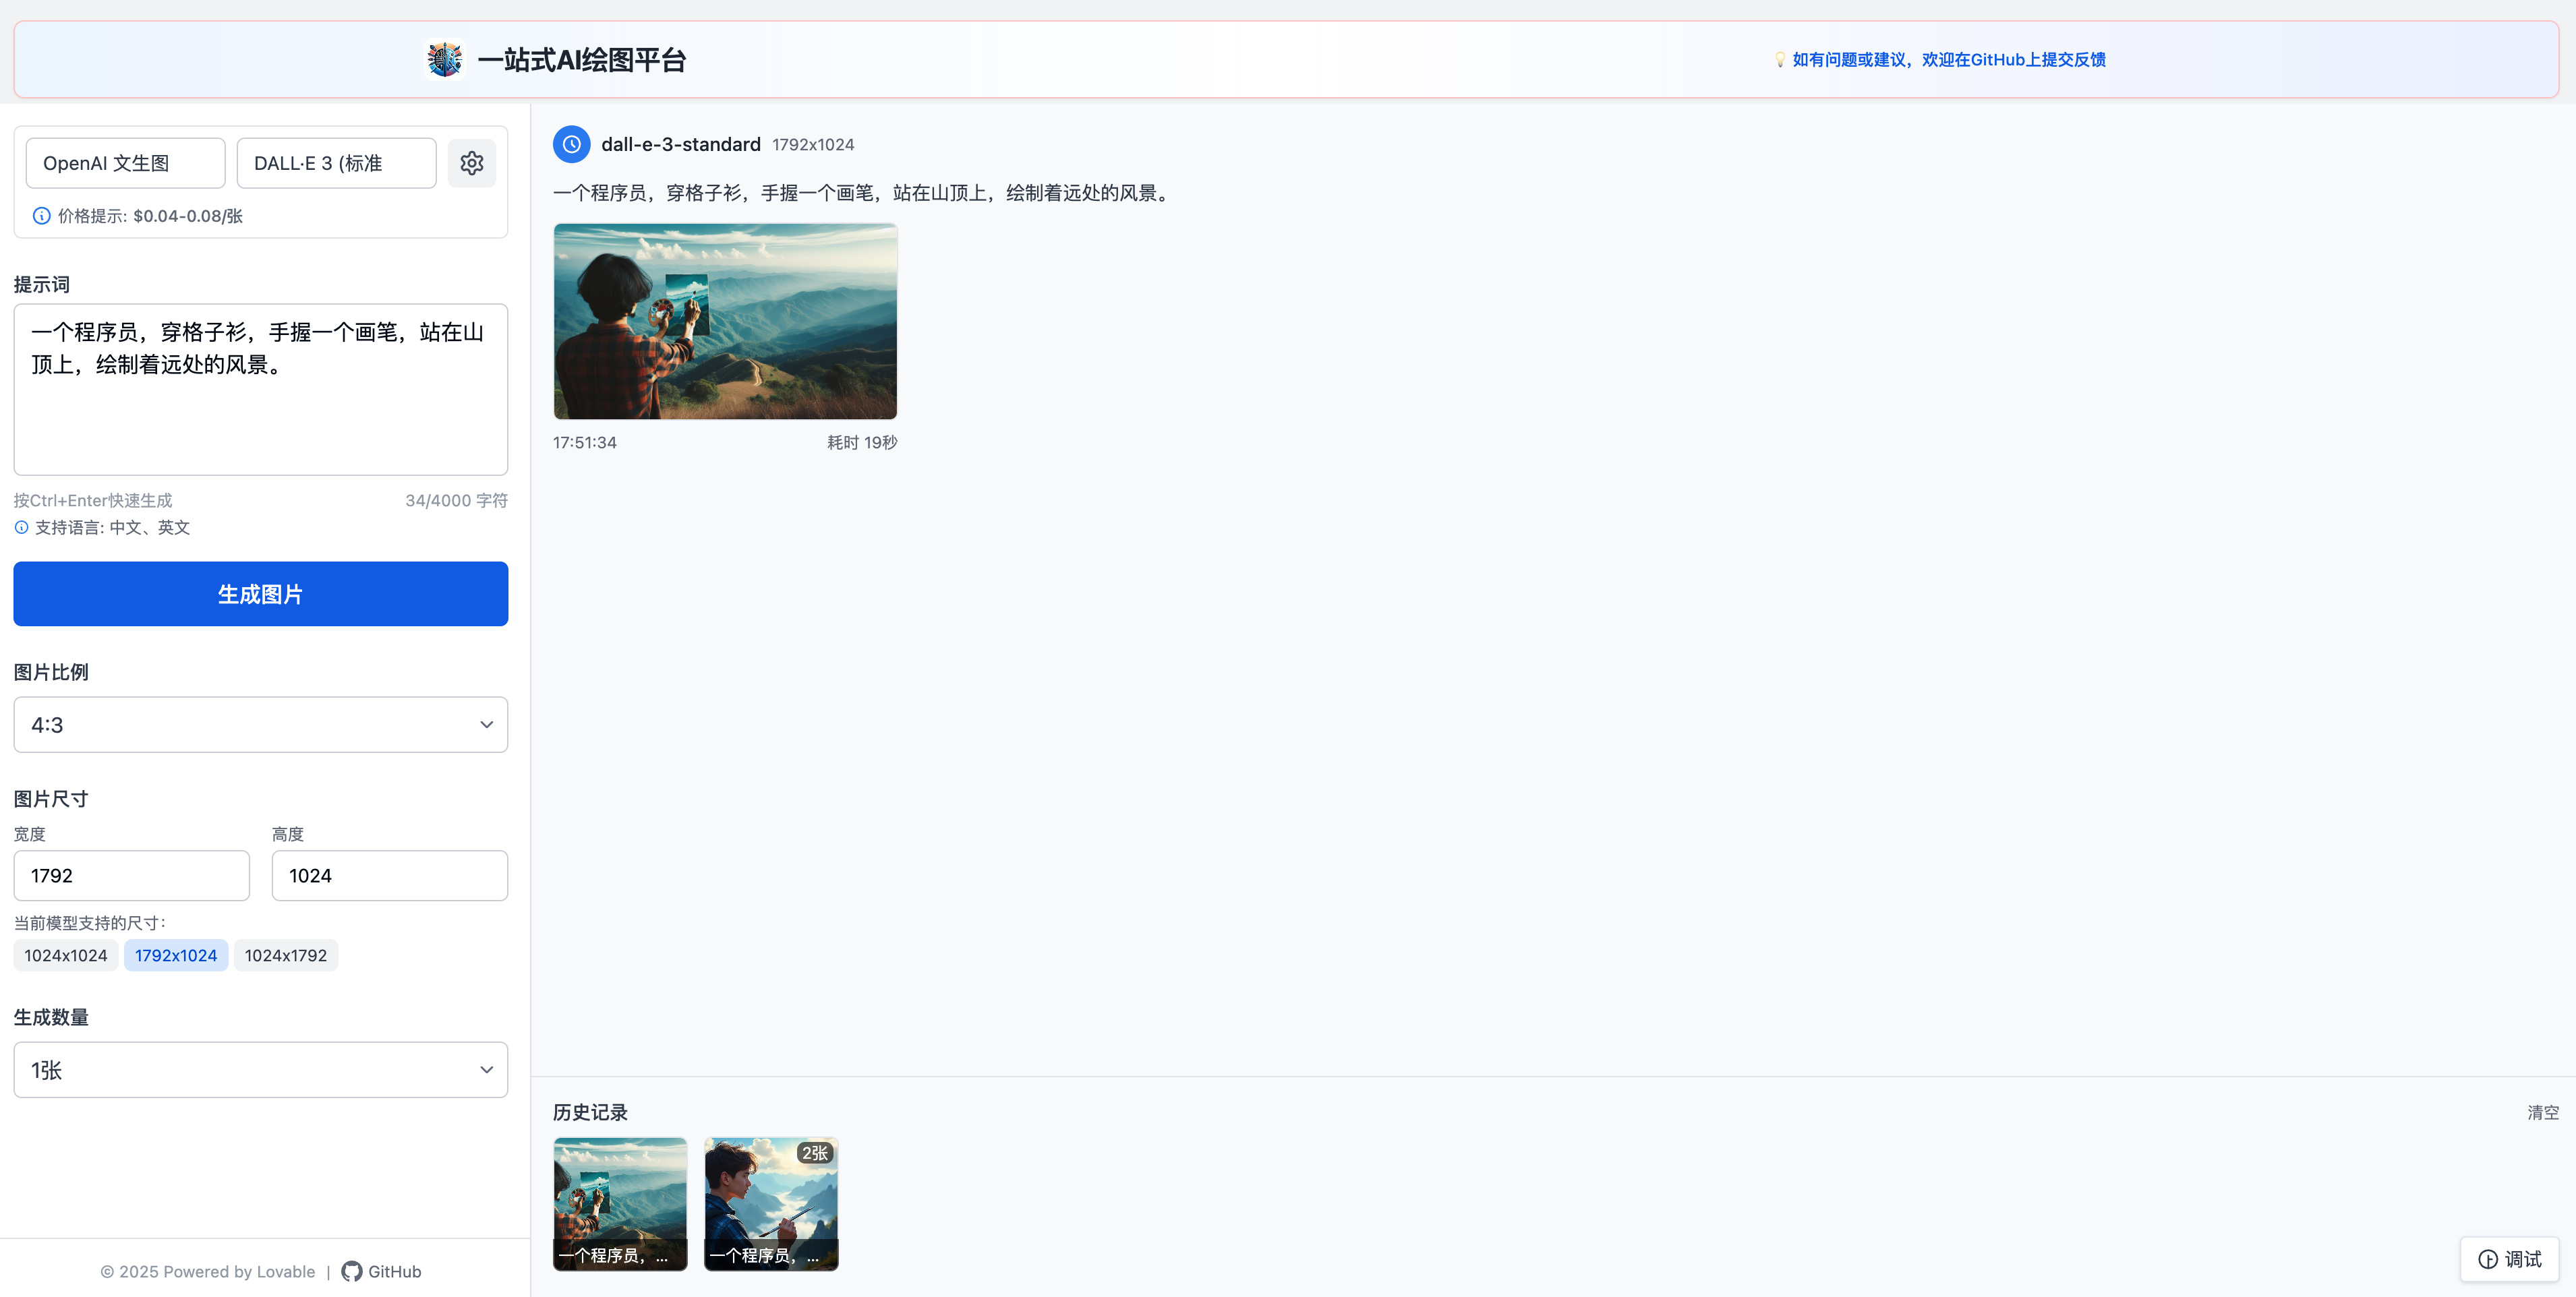 一站式AI绘图平台
💡 如有问题或建议，欢迎在GitHub上提交反馈
OpenAI 文生图
DALL·E 3 (标准
价格提示: $0.04-0.08/张
提示词
一个程序员，穿格子衫，手握一个画笔，站在山
顶上，绘制着远处的风景。
按Ctrl+Enter快速生成
34/4000 字符
支持语言: 中文、英文
生成图片
图片比例
4:3
图片尺寸
宽度
高度
1792
1024
当前模型支持的尺寸：
1024x1024
1792x1024
1024x1792
生成数量
1张
© 2025 Powered by Lovable | GitHub
dall-e-3-standard 1792x1024
一个程序员，穿格子衫，手握一个画笔，站在山顶上，绘制着远处的风景。
17:51:34
耗时 19秒
历史记录
清空
2张
一个程序员，...
一个程序员，...
调试